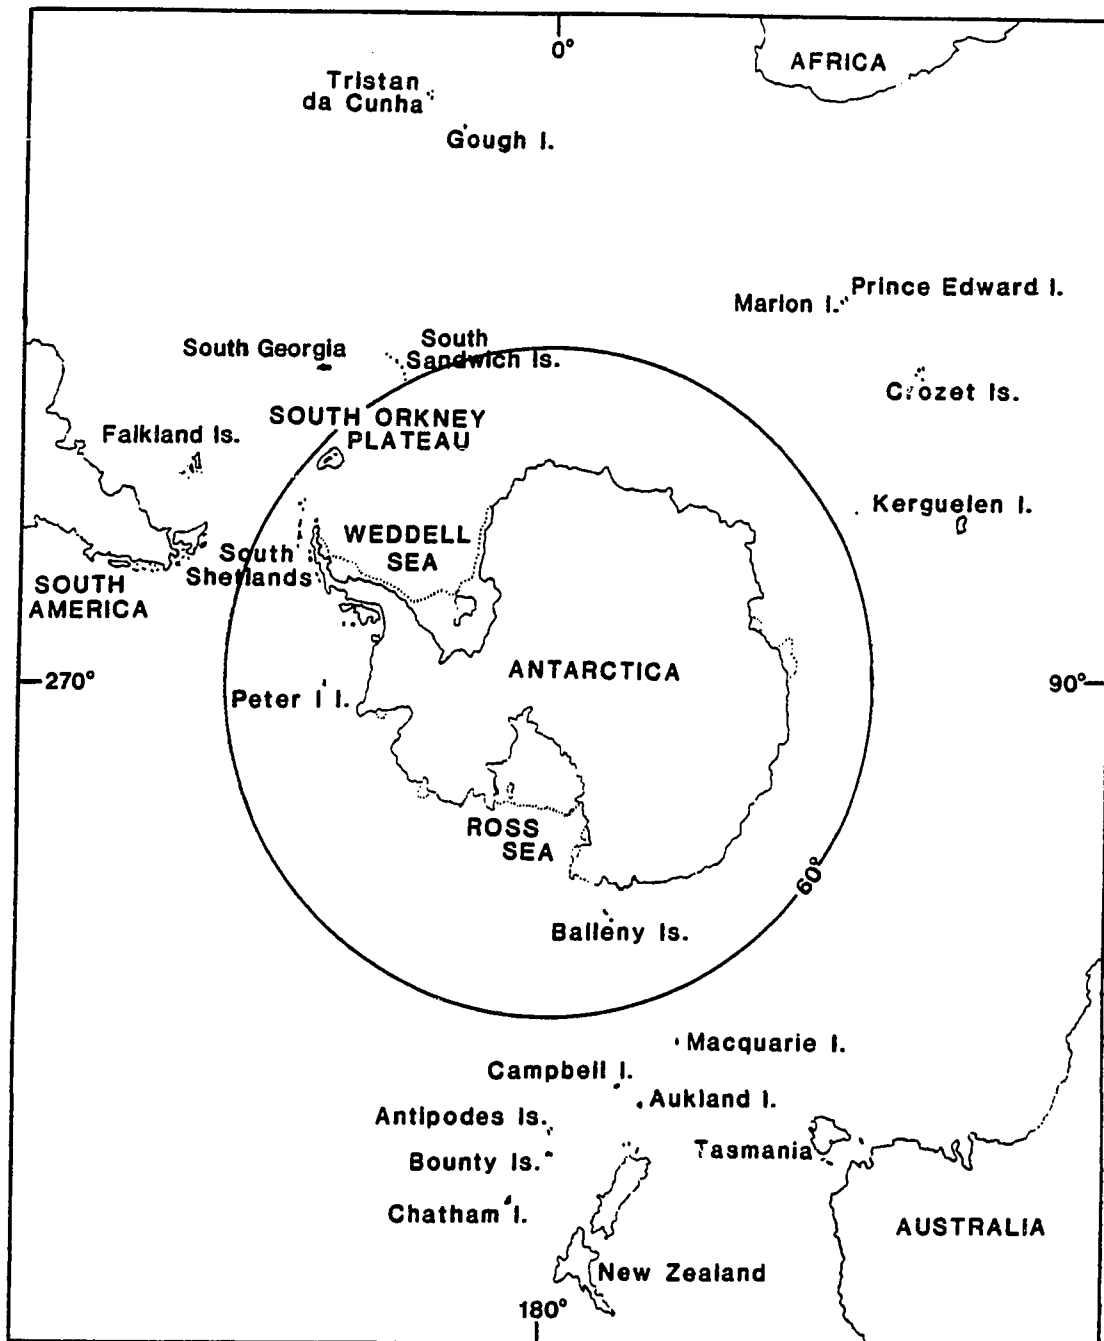 0°
AFRICA
Tristan
da Cunha
Gough I.
Prince Edward I.
Marion I.
South
Sandwich Is.
South Georgia
Crozet Is.
SOUTH ORKNEY
PLATEAU
Falkland Is.
Kerguelen I.
WEDDELL
SEA
South
Shetlands
SOUTH
AMERICA
ANTARCTICA
270°
90°
Peter I I.
ROSS
SEA
60°
Balleny Is.
Macquarie I.
Campbell I.
Aukland I.
Antipodes Is.
Tasmania
Bounty Is.
Chatham I.
AUSTRALIA
New Zealand
180°